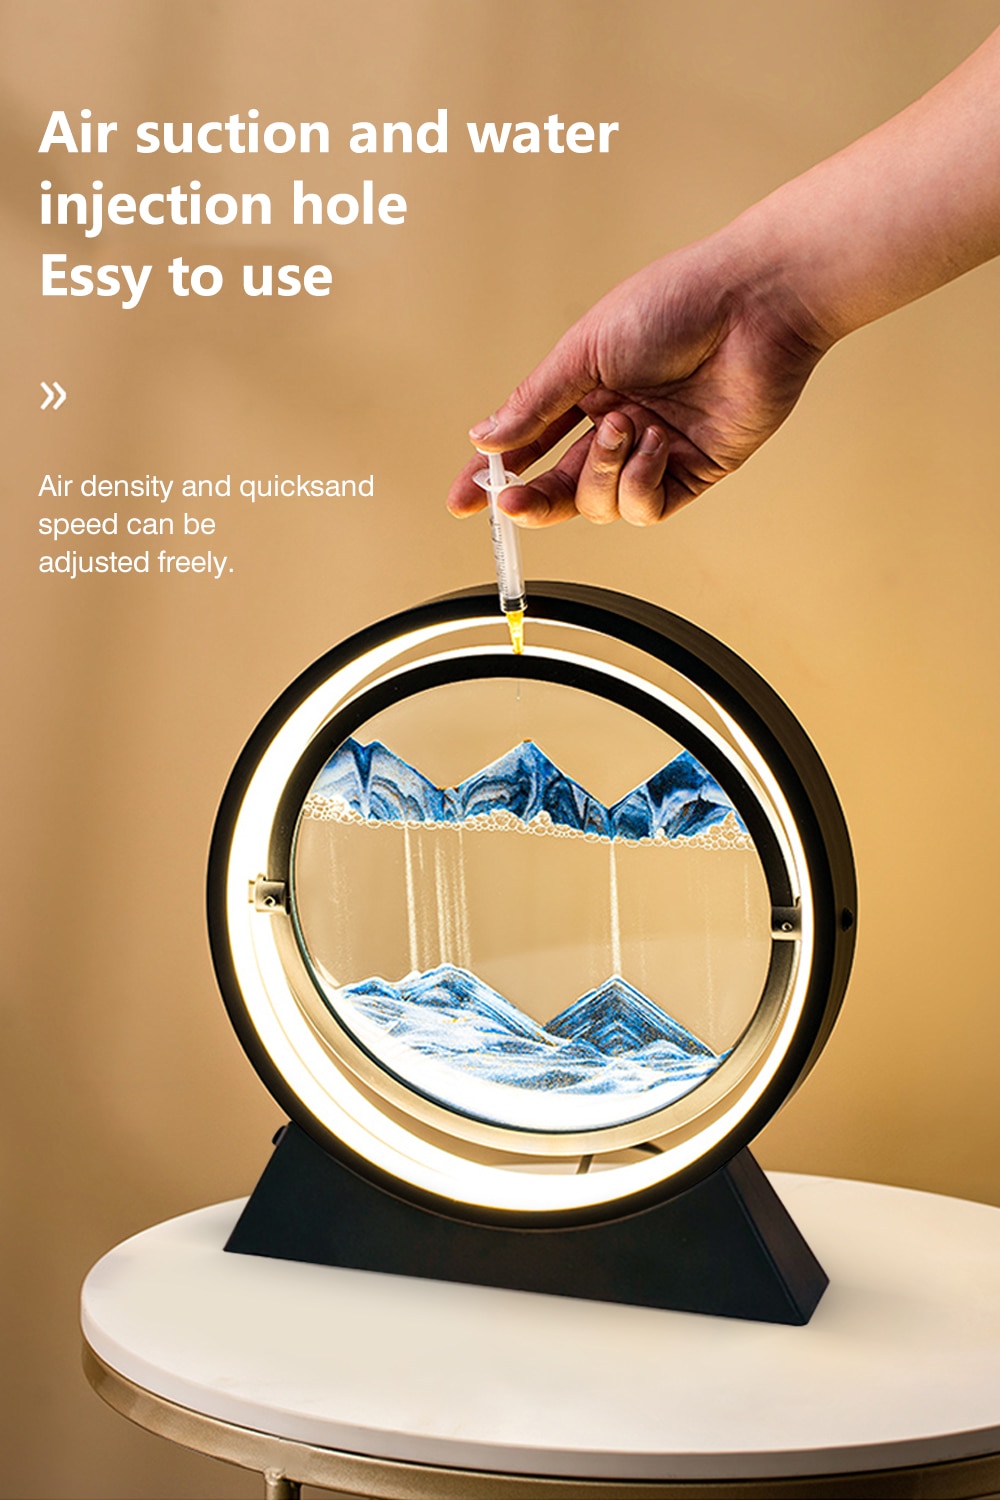 Air suction and water
injection hole
Essy to use
»
Air density and quicksand
speed can be
adjusted freely.